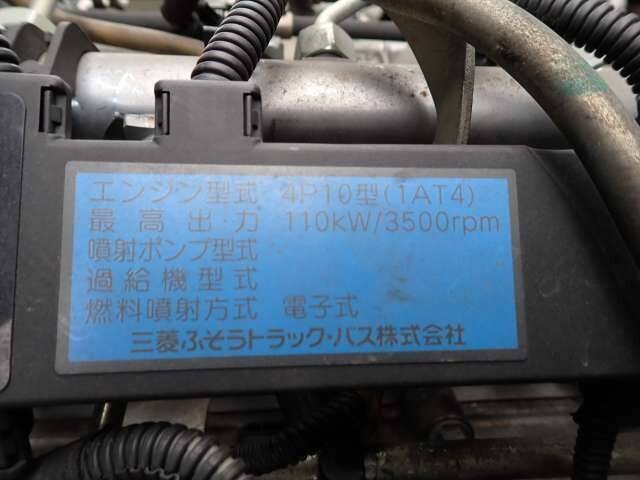 エンジン型式 4P10型(1AT4)
最高出力 110kW/3500rpm
噴射ポンプ型式
過給機型式
燃料噴射方式 電子式
三菱ふそうトラック・バス株式会社